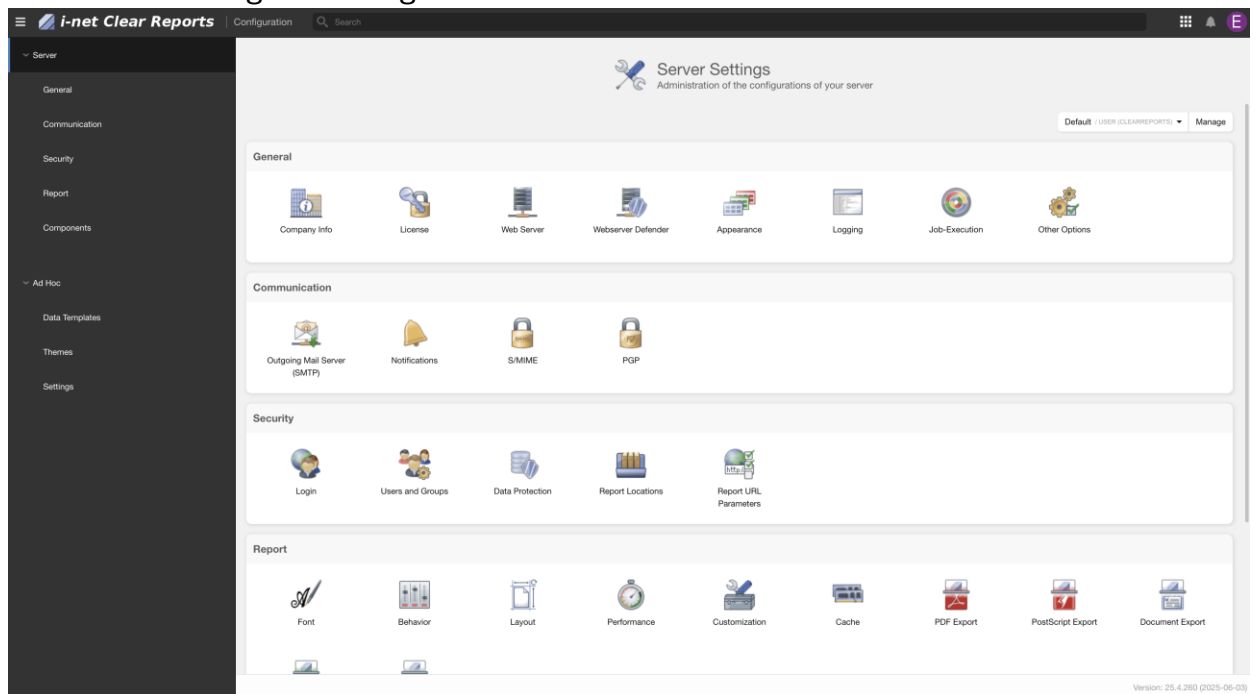 i-net Clear Reports
Configuration
Search
E
Server
General
Communication
Security
Report
Components
Ad Hoc
Data Templates
Themes
Settings
Server Settings
Administration of the configurations of your server
Default / USER (CLEARREPORTS)
Manage
General
Company Info
License
Web Server
Webserver Defender
Appearance
Logging
Job-Execution
Other Options
Communication
Outgoing Mail Server
(SMTP)
Notifications
S/MIME
PGP
Security
Login
Users and Groups
Data Protection
Report Locations
Report URL
Parameters
Report
Font
Behavior
Layout
Performance
Customization
Cache
PDF Export
PostScript Export
Document Export
Version: 25.4.260 (2025-06-03)